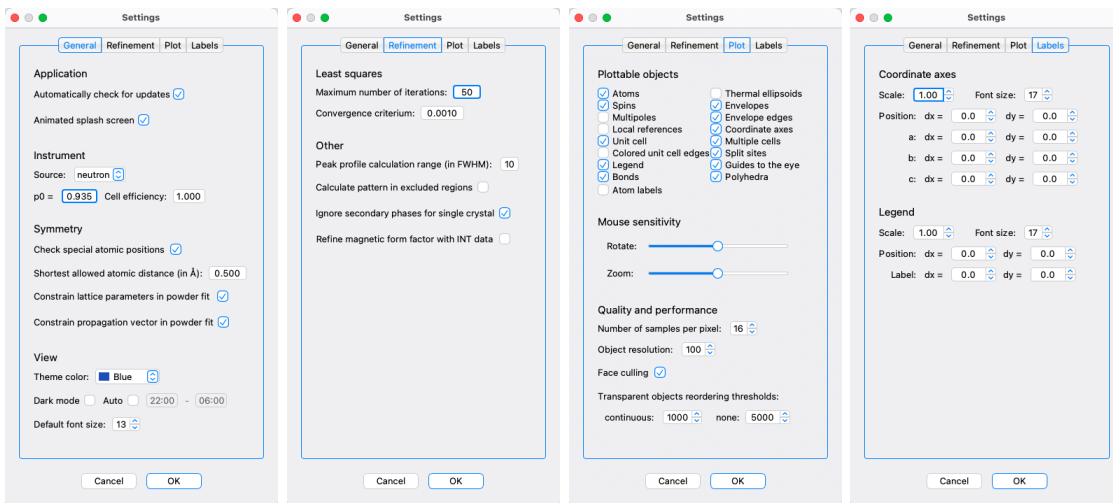 Settings
General Refinement Plot Labels
Application
Automatically check for updates
Animated splash screen
Instrument
Source: neutron
p0 = 0.935 Cell efficiency: 1.000
Symmetry
Check special atomic positions
Shortest allowed atomic distance (in Å): 0.500
Constrain lattice parameters in powder fit
Constrain propagation vector in powder fit
View
Theme color: Blue
Dark mode Auto 22:00 - 06:00
Default font size: 13
Cancel OK
Settings
General Refinement Plot Labels
Least squares
Maximum number of iterations: 50
Convergence criterium: 0.0010
Other
Peak profile calculation range (in FWHM): 10
Calculate pattern in excluded regions
Ignore secondary phases for single crystal
Refine magnetic form factor with INT data
Cancel OK
Settings
General Refinement Plot Labels
Plottable objects
Atoms Thermal ellipsoids
Spins Envelopes
Multipoles Envelope edges
Local references Coordinate axes
Unit cell Multiple cells
Colored unit cell edges Split sites
Legend Guides to the eye
Bonds Polyhedra
Atom labels
Mouse sensitivity
Rotate:
Zoom:
Quality and performance
Number of samples per pixel: 16
Object resolution: 100
Face culling
Transparent objects reordering thresholds:
continuous: 1000 none: 5000
Cancel OK
Settings
General Refinement Plot Labels
Coordinate axes
Scale: 1.00 Font size: 17
Position: dx = 0.0 dy = 0.0
a: dx = 0.0 dy = 0.0
b: dx = 0.0 dy = 0.0
c: dx = 0.0 dy = 0.0
Legend
Scale: 1.00 Font size: 17
Position: dx = 0.0 dy = 0.0
Label: dx = 0.0 dy = 0.0
Cancel OK